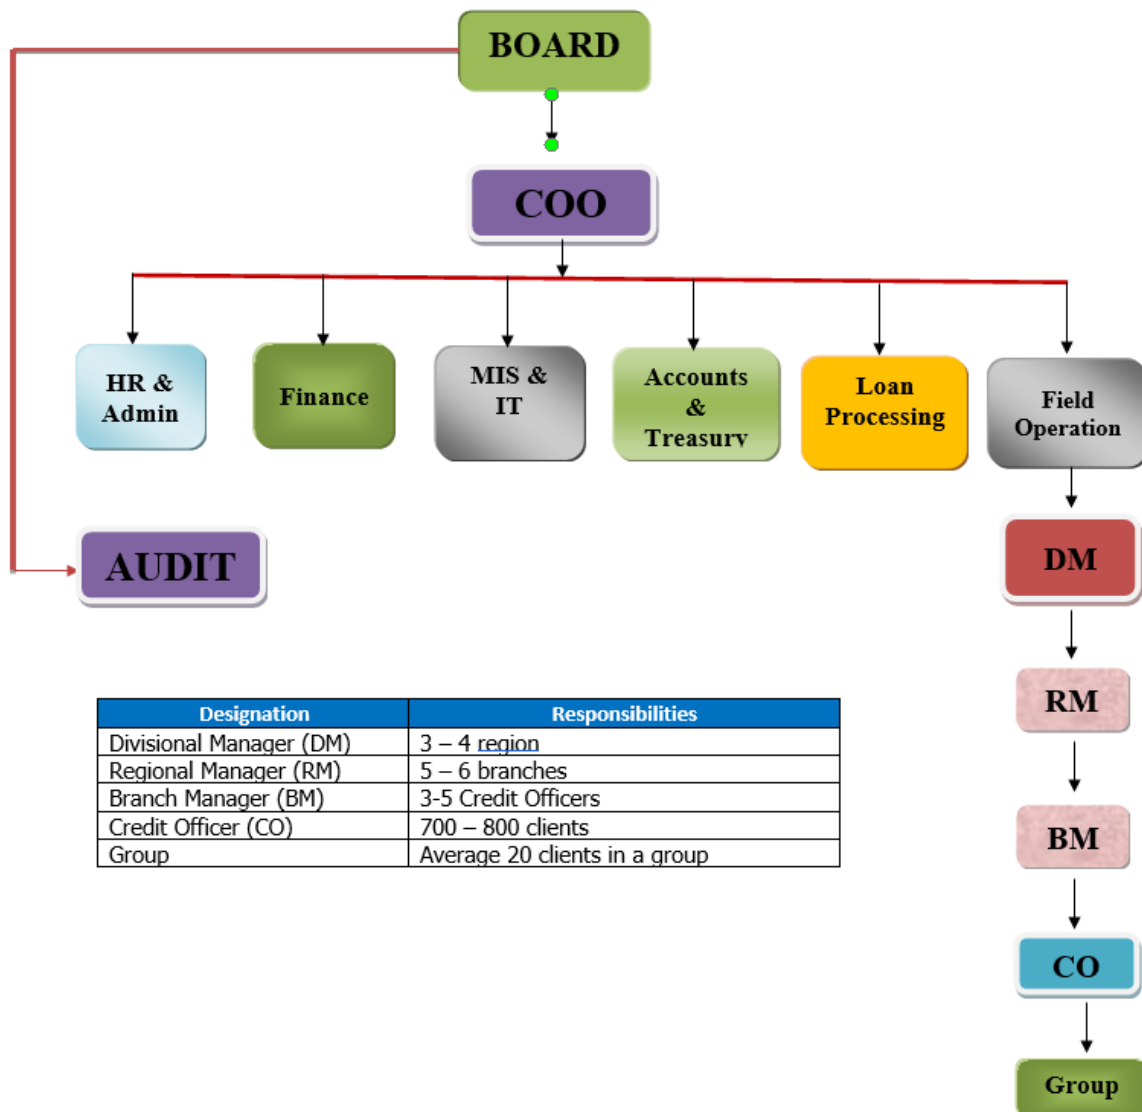 BOARD
COO
HR &
Admin
Finance
MIS &
IT
Accounts
&
Treasury
Loan
Processing
Field
Operation
AUDIT
DM
RM
BM
CO
Group
Designation Responsibilities
Divisional Manager (DM) 3 – 4 region
Regional Manager (RM) 5 – 6 branches
Branch Manager (BM) 3-5 Credit Officers
Credit Officer (CO) 700 – 800 clients
Group Average 20 clients in a group